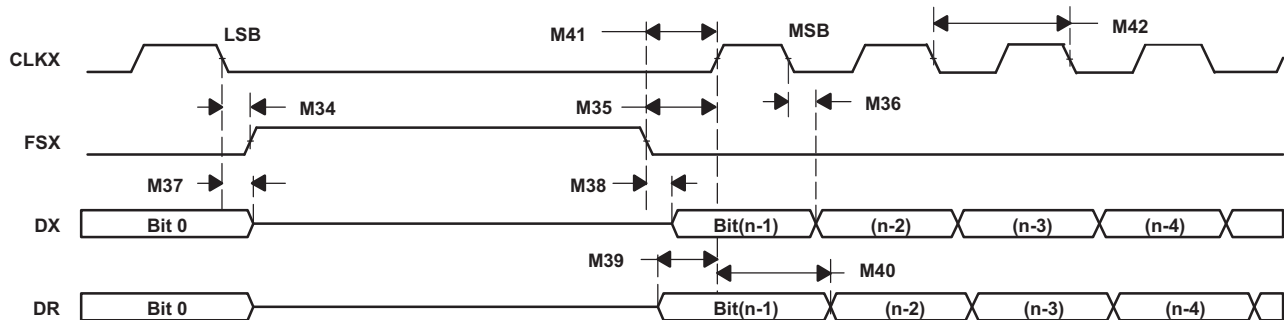 LSB
M41
MSB
M42
CLKX
M34
M35
M36
FSX
M37
M38
DX
Bit 0
Bit(n-1)
(n-2)
(n-3)
(n-4)
M39
M40
DR
Bit 0
Bit(n-1)
(n-2)
(n-3)
(n-4)